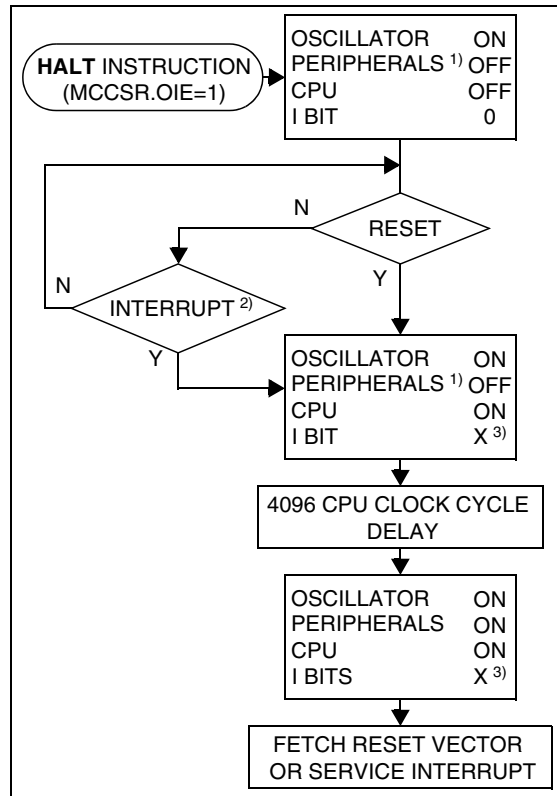 HALT INSTRUCTION
(MCCSR.OIE=1)
OSCILLATOR ON
PERIPHERALS 1) OFF
CPU OFF
I BIT 0
N
RESET
Y
N
INTERRUPT 2)
Y
OSCILLATOR ON
PERIPHERALS 1) OFF
CPU ON
I BIT X 3)
4096 CPU CLOCK CYCLE
DELAY
OSCILLATOR ON
PERIPHERALS ON
CPU ON
I BITS X 3)
FETCH RESET VECTOR
OR SERVICE INTERRUPT